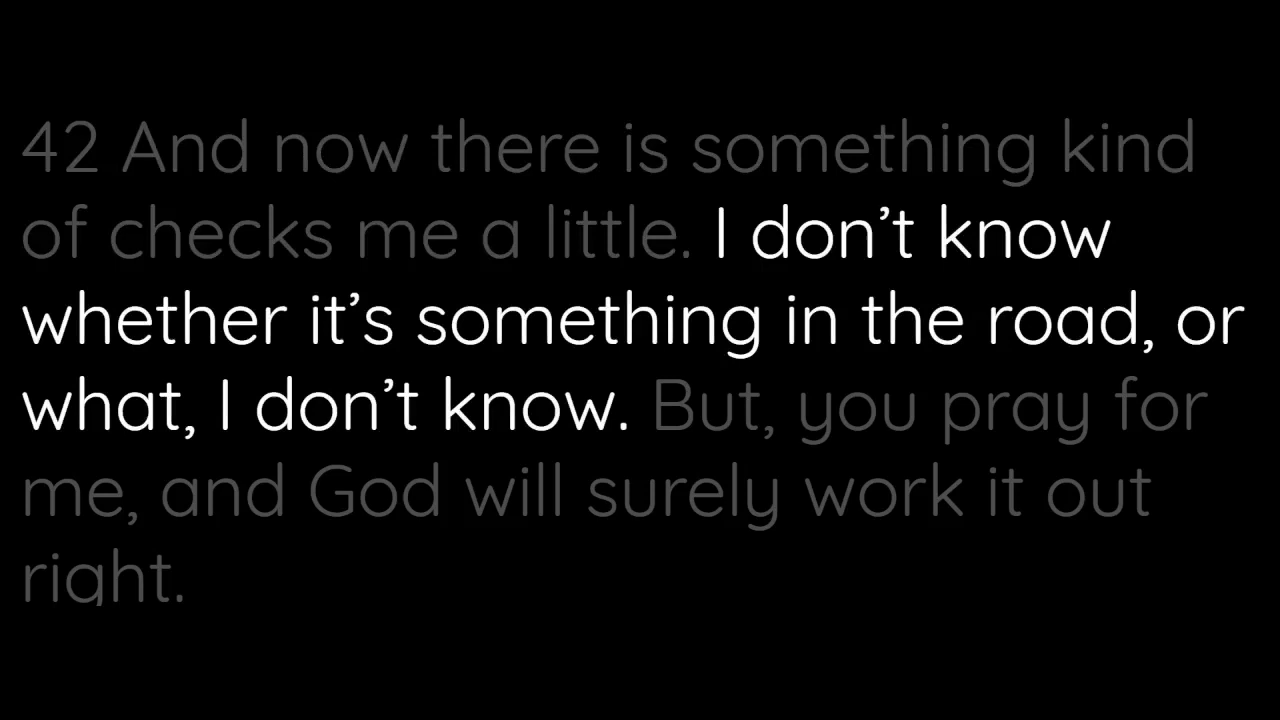 42 And now there is something kind
of checks me a little. I don’t know
whether it’s something in the road, or
what, I don’t know. But, you pray for
me, and God will surely work it out
right.